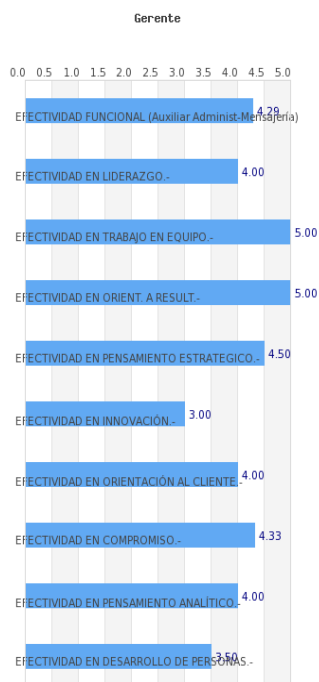 Gerente
0.0 0.5 1.0 1.5 2.0 2.5 3.0 3.5 4.0 4.5 5.0
EFECTIVIDAD FUNCIONAL (Auxiliar Administ-Mensajería) 4.29
EFECTIVIDAD EN LIDERAZGO.- 4.00
EFECTIVIDAD EN TRABAJO EN EQUIPO.- 5.00
EFECTIVIDAD EN ORIENT. A RESULT.- 5.00
EFECTIVIDAD EN PENSAMIENTO ESTRATEGICO.- 4.50
EFECTIVIDAD EN INNOVACIÓN.- 3.00
EFECTIVIDAD EN ORIENTACIÓN AL CLIENTE.- 4.00
EFECTIVIDAD EN COMPROMISO.- 4.33
EFECTIVIDAD EN PENSAMIENTO ANALÍTICO.- 4.00
EFECTIVIDAD EN DESARROLLO DE PERSONAS.- 3.50